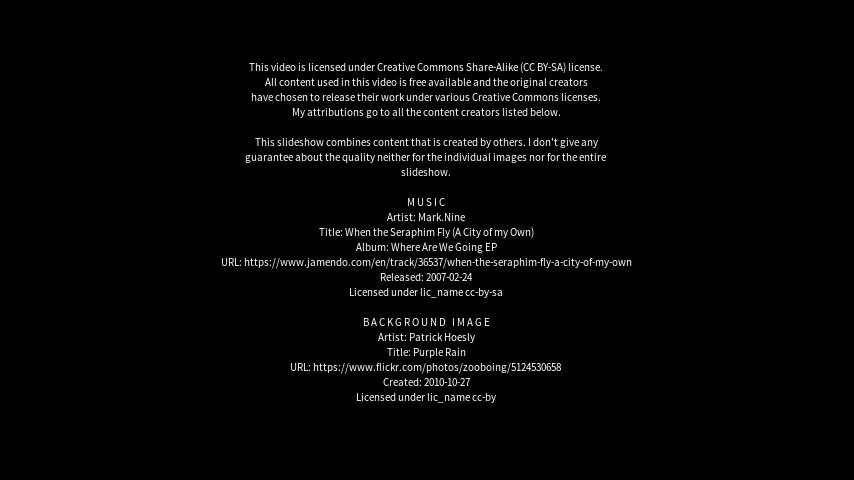 This video is licensed under Creative Commons Share-Alike (CC BY-SA) license.
All content used in this video is free available and the original creators
have chosen to release their work under various Creative Commons licenses.
My attributions go to all the content creators listed below.
This slideshow combines content that is created by others. I don't give any
guarantee about the quality neither for the individual images nor for the entire
slideshow.
MUSIC
Artist: Mark.Nine
Title: When the Seraphim Fly (A City of my Own)
Album: Where Are We Going EP
URL: https://www.jamendo.com/en/track/36537/when-the-seraphim-fly-a-city-of-my-own
Released: 2007-02-24
Licensed under lic_name cc-by-sa
BACKGROUND IMAGE
Artist: Patrick Hoesly
Title: Purple Rain
URL: https://www.flickr.com/photos/zooboing/5124530658
Created: 2010-10-27
Licensed under lic_name cc-by